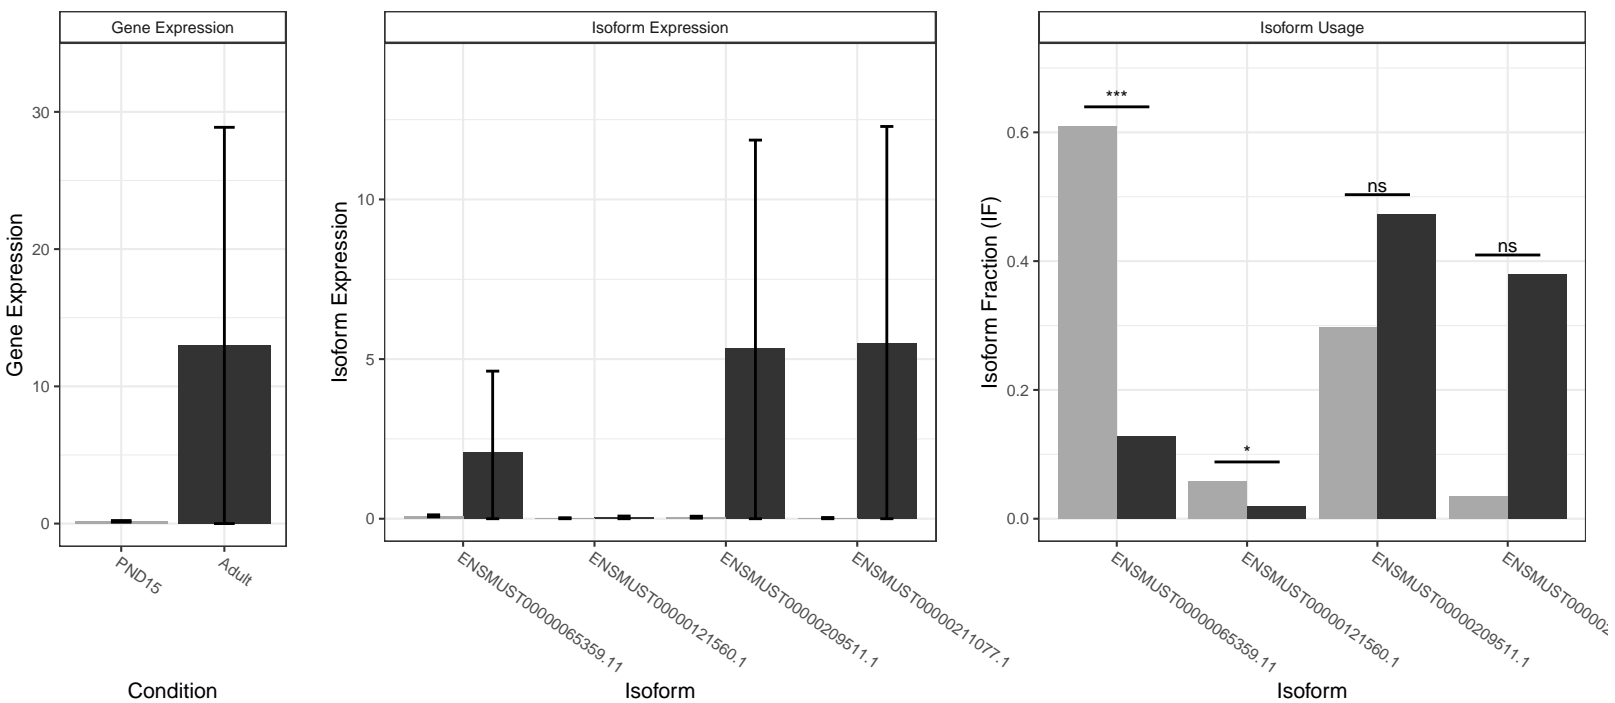 Gene Expression
Isoform Expression
Isoform Usage
Gene Expression
30
20
10
0
PND15
Adult
Condition
Isoform Expression
10
5
0
ENSMUST00000065359.11
ENSMUST00000121560.1
ENSMUST00000209511.1
ENSMUST00000211077.1
Isoform
Isoform Fraction (IF)
0.6
0.4
0.2
0.0
***
*
ns
ns
ENSMUST00000065359.11
ENSMUST00000121560.1
ENSMUST00000209511.1
Isoform